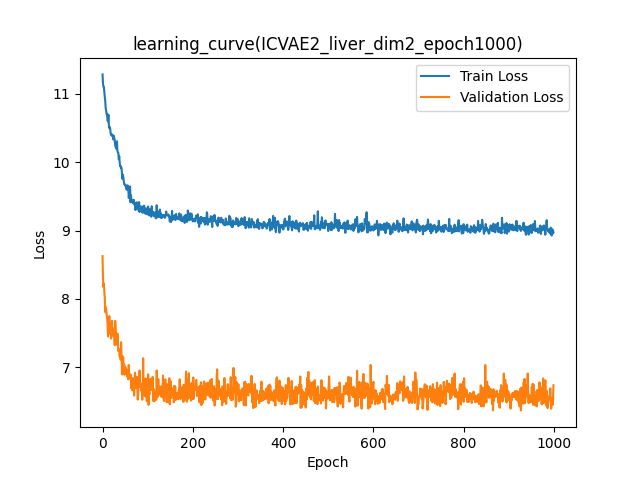 learning_curve(ICVAE2_liver_dim2_epoch1000)
Train Loss
Validation Loss
11
10
9
8
7
Loss
0
200
400
600
800
1000
Epoch